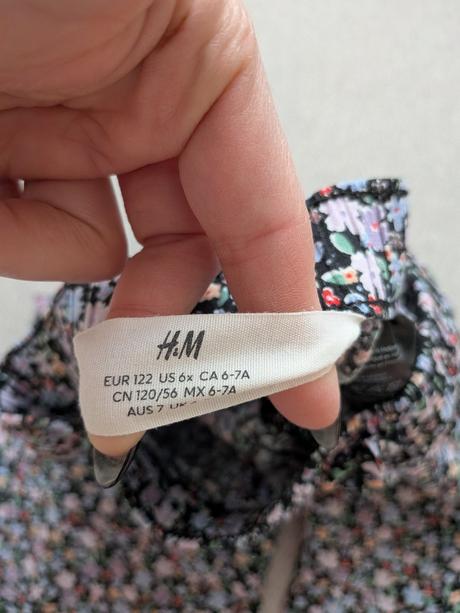 H&M
EUR 122 US 6x CA 6-7A
CN 120/56 MX 6-7A
AUS 7